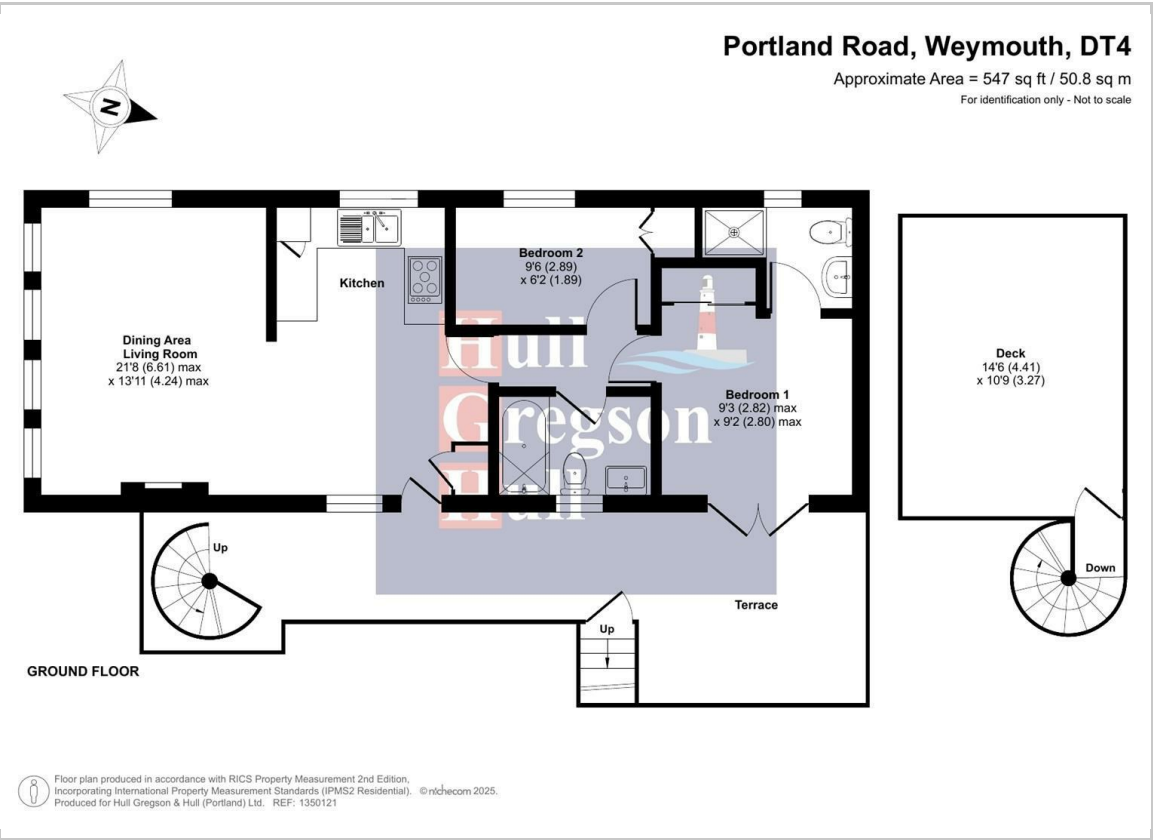 Portland Road, Weymouth, DT4
Approximate Area = 547 sq ft / 50.8 sq m
For identification only - Not to scale
N
Bedroom 2
9'6 (2.89)
x 6'2 (1.89)
Kitchen
Dining Area
Living Room
21'8 (6.61) max
x 13'11 (4.24) max
Hull
Gregson
Hull
Bedroom 1
9'3 (2.82) max
x 9'2 (2.80) max
Deck
14'6 (4.41)
x 10'9 (3.27)
Up
Down
Terrace
Up
GROUND FLOOR
Floor plan produced in accordance with RICS Property Measurement 2nd Edition,
Incorporating International Property Measurement Standards (IPMS2 Residential). © nichecom 2025.
Produced for Hull Gregson & Hull (Portland) Ltd. REF: 1350121